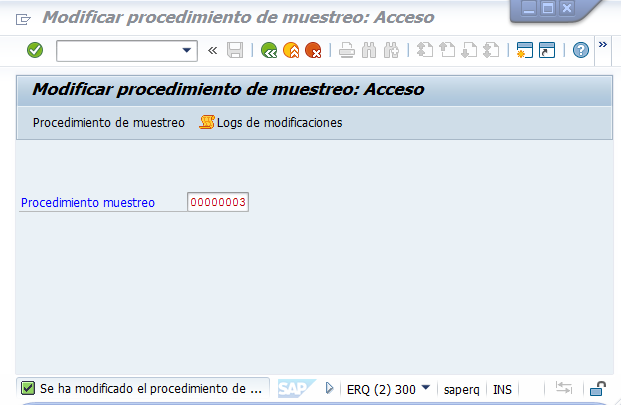 Modificar procedimiento de muestreo: Acceso
Modificar procedimiento de muestreo: Acceso
Procedimiento de muestreo Logs de modificaciones
Procedimiento muestreo 00000003
Se ha modificado el procedimiento de ... SAP ERQ (2) 300 saperq INS